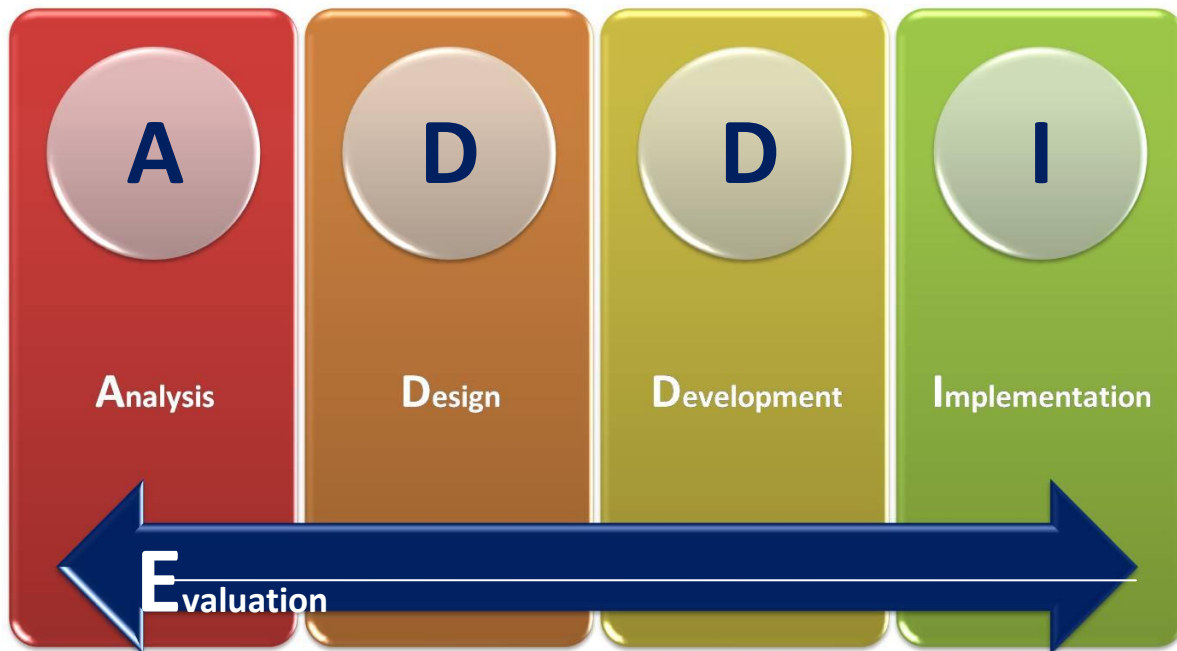 A D D I
Analysis Design Development Implementation
Evaluation